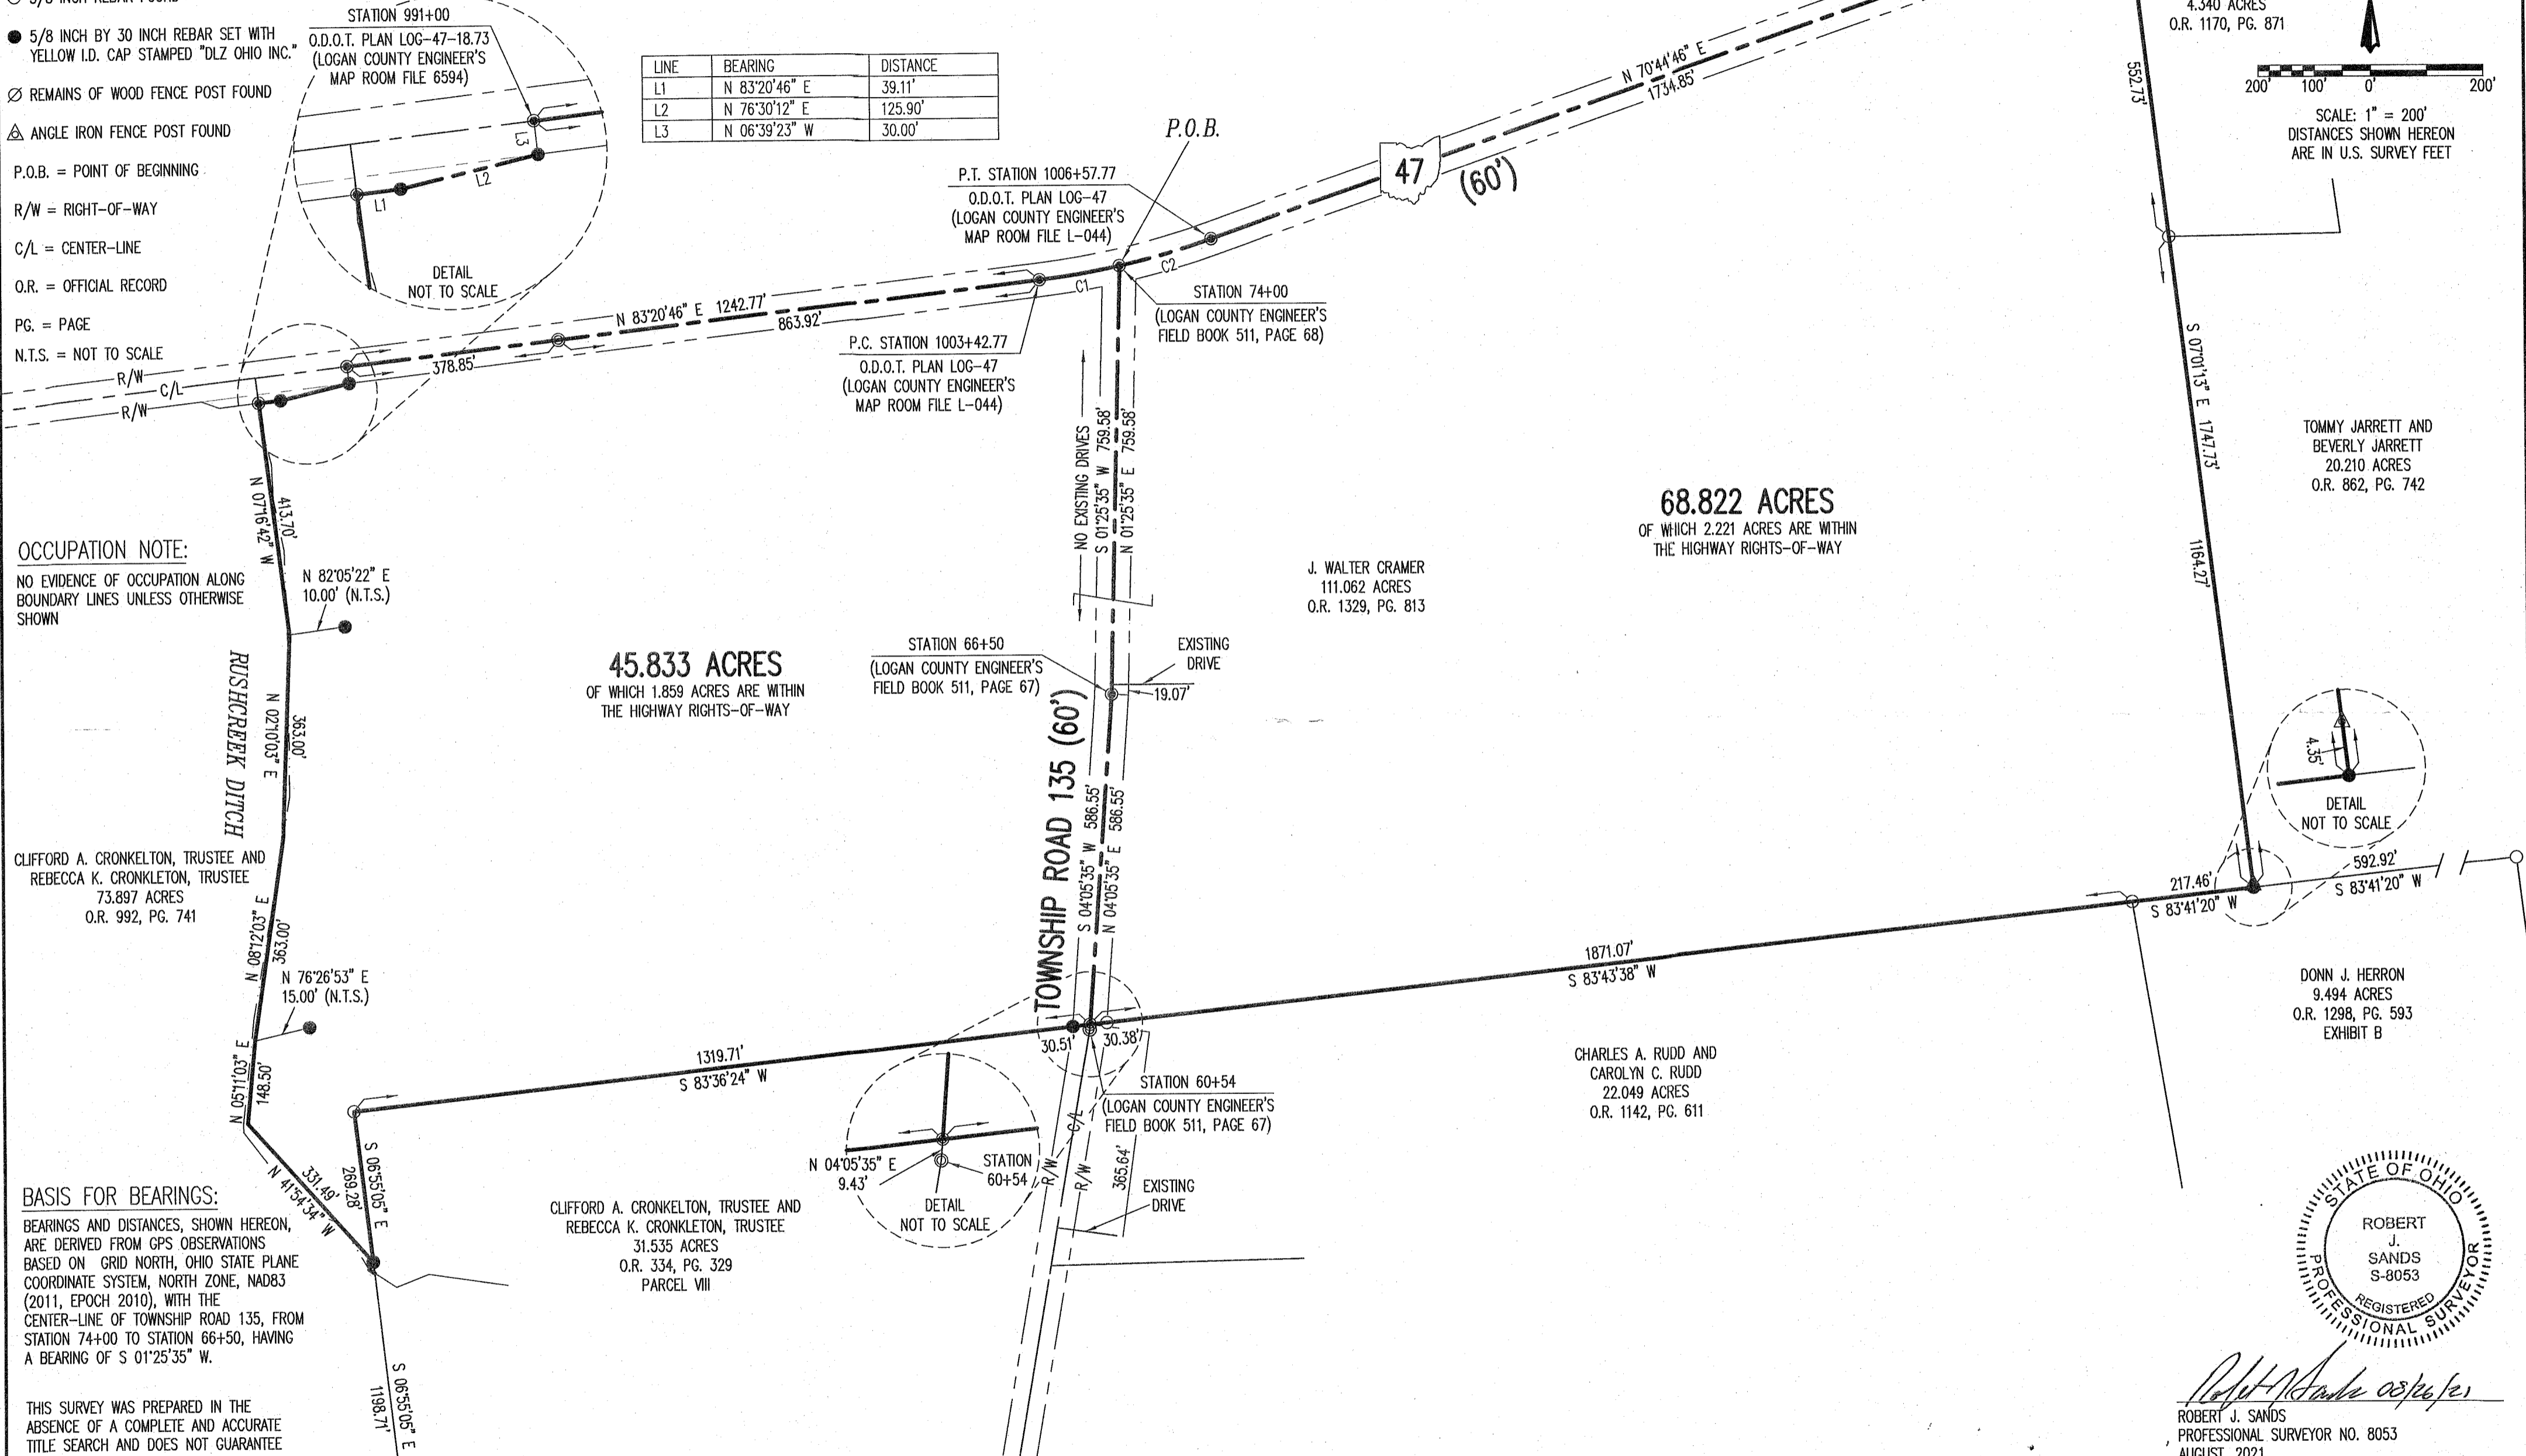 ● 5/8 INCH BY 30 INCH REBAR SET WITH
YELLOW I.D. CAP STAMPED "DLZ OHIO INC."
REMAINS OF WOOD FENCE POST FOUND
ANGLE IRON FENCE POST FOUND
P.O.B. = POINT OF BEGINNING
R/W = RIGHT-OF-WAY
C/L = CENTER-LINE
O.R. = OFFICIAL RECORD
PG. = PAGE
N.T.S. = NOT TO SCALE
STATION 991+00
O.D.O.T. PLAN LOG-47-18.73
(LOGAN COUNTY ENGINEER'S
MAP ROOM FILE 6594)
L3
L2
L1
DETAIL
NOT TO SCALE
LINE BEARING DISTANCE
L1 N 83°20'46" E 39.11'
L2 N 76°30'12" E 125.90'
L3 N 06°39'23" W 30.00'
P.O.B.
P.T. STATION 1006+57.77
O.D.O.T. PLAN LOG-47
(LOGAN COUNTY ENGINEER'S
MAP ROOM FILE L-044)
N 70°44'46" E
1734.85'
47
(60')
4.340 ACRES
O.R. 1170, PG. 871
200' 100' 0' 200'
SCALE: 1" = 200'
DISTANCES SHOWN HEREON
ARE IN U.S. SURVEY FEET
552.73'
S 07°01'13" E 1747.73'
1164.27'
C1
C2
STATION 74+00
(LOGAN COUNTY ENGINEER'S
FIELD BOOK 511, PAGE 68)
N 83°20'46" E 1242.77'
863.92'
378.85'
P.C. STATION 1003+42.77
O.D.O.T. PLAN LOG-47
(LOGAN COUNTY ENGINEER'S
MAP ROOM FILE L-044)
R/W
C/L
R/W
NO EXISTING DRIVES
S 01°25'35" W 759.58'
N 01°25'35" E 759.58'
TOMMY JARRETT AND
BEVERLY JARRETT
20.210 ACRES
O.R. 862, PG. 742
68.822 ACRES
OF WHICH 2.221 ACRES ARE WITHIN
THE HIGHWAY RIGHTS-OF-WAY
J. WALTER CRAMER
111.062 ACRES
O.R. 1329, PG. 813
413.70'
N 07°16'42" W
OCCUPATION NOTE:
NO EVIDENCE OF OCCUPATION ALONG
BOUNDARY LINES UNLESS OTHERWISE
SHOWN
N 82°05'22" E
10.00' (N.T.S.)
45.833 ACRES
OF WHICH 1.859 ACRES ARE WITHIN
THE HIGHWAY RIGHTS-OF-WAY
STATION 66+50
(LOGAN COUNTY ENGINEER'S
FIELD BOOK 511, PAGE 67)
EXISTING
DRIVE
19.07'
RUSHCREEK DITCH
N 02°10'03" E
363.00'
TOWNSHIP ROAD 135 (60')
S 04°05'35" W 586.55'
N 04°05'35" E 586.55'
4.35'
DETAIL
NOT TO SCALE
CLIFFORD A. CRONKELTON, TRUSTEE AND
REBECCA K. CRONKLETON, TRUSTEE
73.897 ACRES
O.R. 992, PG. 741
N 08°12'03" E
363.00'
N 76°26'53" E
15.00' (N.T.S.)
592.92'
S 83°41'20" W
217.46'
S 83°41'20" W
1871.07'
S 83°43'38" W
DONN J. HERRON
9.494 ACRES
O.R. 1298, PG. 593
EXHIBIT B
N 05°11'03" E
148.50'
1319.71'
S 83°36'24" W
30.51'
30.38'
STATION 60+54
(LOGAN COUNTY ENGINEER'S
FIELD BOOK 511, PAGE 67)
CHARLES A. RUDD AND
CAROLYN C. RUDD
22.049 ACRES
O.R. 1142, PG. 611
331.49'
N 41°54'34" W
S 06°55'05" E
269.28'
N 04°05'35" E
9.43'
STATION
60+54
DETAIL
NOT TO SCALE
C/L
R/W
R/W
365.64'
EXISTING
DRIVE
BASIS FOR BEARINGS:
BEARINGS AND DISTANCES, SHOWN HEREON,
ARE DERIVED FROM GPS OBSERVATIONS
BASED ON GRID NORTH, OHIO STATE PLANE
COORDINATE SYSTEM, NORTH ZONE, NAD83
(2011, EPOCH 2010), WITH THE
CENTER-LINE OF TOWNSHIP ROAD 135, FROM
STATION 74+00 TO STATION 66+50, HAVING
A BEARING OF S 01°25'35" W.
CLIFFORD A. CRONKELTON, TRUSTEE AND
REBECCA K. CRONKLETON, TRUSTEE
31.535 ACRES
O.R. 334, PG. 329
PARCEL VIII
S 06°55'05" E
1198.71'
THIS SURVEY WAS PREPARED IN THE
ABSENCE OF A COMPLETE AND ACCURATE
TITLE SEARCH AND DOES NOT GUARANTEE
STATE OF OHIO
ROBERT
J.
SANDS
S-8053
REGISTERED
PROFESSIONAL SURVEYOR
08/26/21
ROBERT J. SANDS
PROFESSIONAL SURVEYOR NO. 8053
AUGUST, 2021